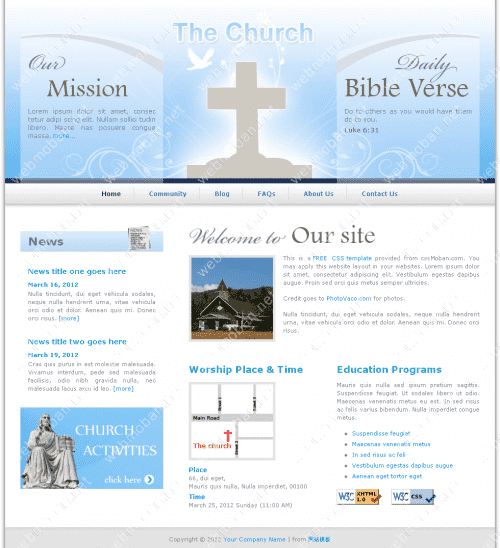 The Church
Our
Mission
Lorem ipsum dolor sit amet, consec
tetur adipi scing elit. Nullam sollic tudin
libero. Maecenas posuere congue
massa. more...
Daily
Bible Verse
Do to others as you would have them
do to you.
Luke 6:31
Home
Community
Blog
FAQs
About Us
Contact Us
News
News title one goes here
March 16, 2012
Nulla tincidunt, dui eget vehicula sodales,
neque nulla hendrerit urna, vitae vehicula
orci odio et dolor. Aenean quis mi. Donec
orci risus. [more]
News title two goes here
March 19, 2012
Cras quis purus in est molestie malesuada.
Vivamus interdum, pede sed malesuada
facilisis, odio nibh gravida nulla, nec
malesuada lacus arcu id leo. [more]
CHURCH
ACTIVITIES
click here
Welcome to Our site
This is a FREE CSS template provided from cssMoban.com. You
may apply this website layout in your websites. Lorem ipsum dolor
sit amet, consectetur adipiscing elit. Vestibulum egestas dapibus
augue. Proin sed orci quis metus semper ultricies.
Credit goes to PhotoVaco.com for photos.
Nulla tincidunt, dui eget vehicula sodales, neque nulla hendrerit
urna, vitae vehicula orci odio et dolor. Aenean quis mi. Donec
orci risus.
Worship Place & Time
Main Road
The church
Place
66, dui eget,
Mauris quis nulla, Nulla imperdiet, 10000
Time
March 25, 2012 Sunday (11:00 AM)
Education Programs
Mauris quis nulla sed ipsum pretium sagittis.
Suspendisse feugiat. Ut sodales libero ut odio.
Maecenas venenatis metus eu est. In sed risus
ac felis varius bibendum. Nulla imperdiet congue
metus.
Suspendisse feugiat
Maecenas venenatis metus
In sed risus ac felis
Vestibulum egestas dapibus augue
Aenean eget tortor eget
W3C XHTML
1.0
W3C CSS
Copyright © 2012 Your Company Name | from 网站模板